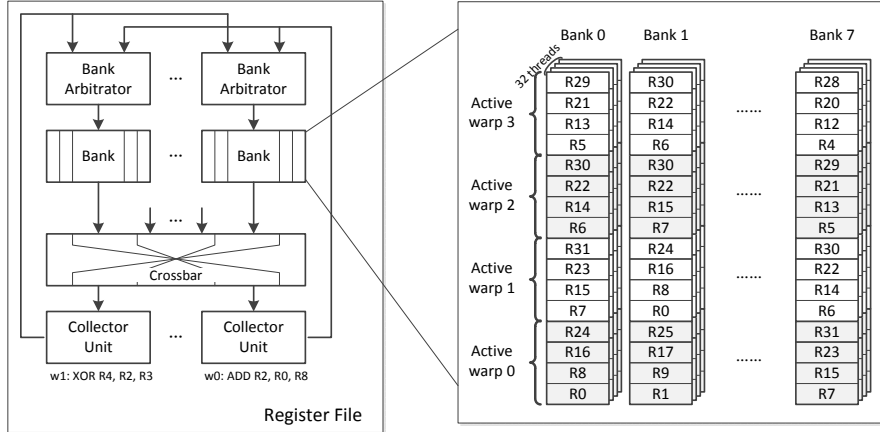 Bank
Arbitrator
...
Bank
Arbitrator
Bank
...
Bank
...
Crossbar
Collector
Unit
...
Collector
Unit
w1: XOR R4, R2, R3
w0: ADD R2, R0, R8
Register File
Bank 0
Bank 1
Bank 7
32 threads
Active
warp 3
R29
R30
R28
R21
R22
......
R20
R13
R14
R12
R5
R6
R4
Active
warp 2
R30
R30
R29
R22
R22
......
R21
R14
R15
R13
R6
R7
R5
Active
warp 1
R31
R24
R30
R23
R16
......
R22
R15
R8
R14
R7
R0
R6
Active
warp 0
R24
R25
R31
R16
R17
......
R23
R8
R9
R15
R0
R1
R7